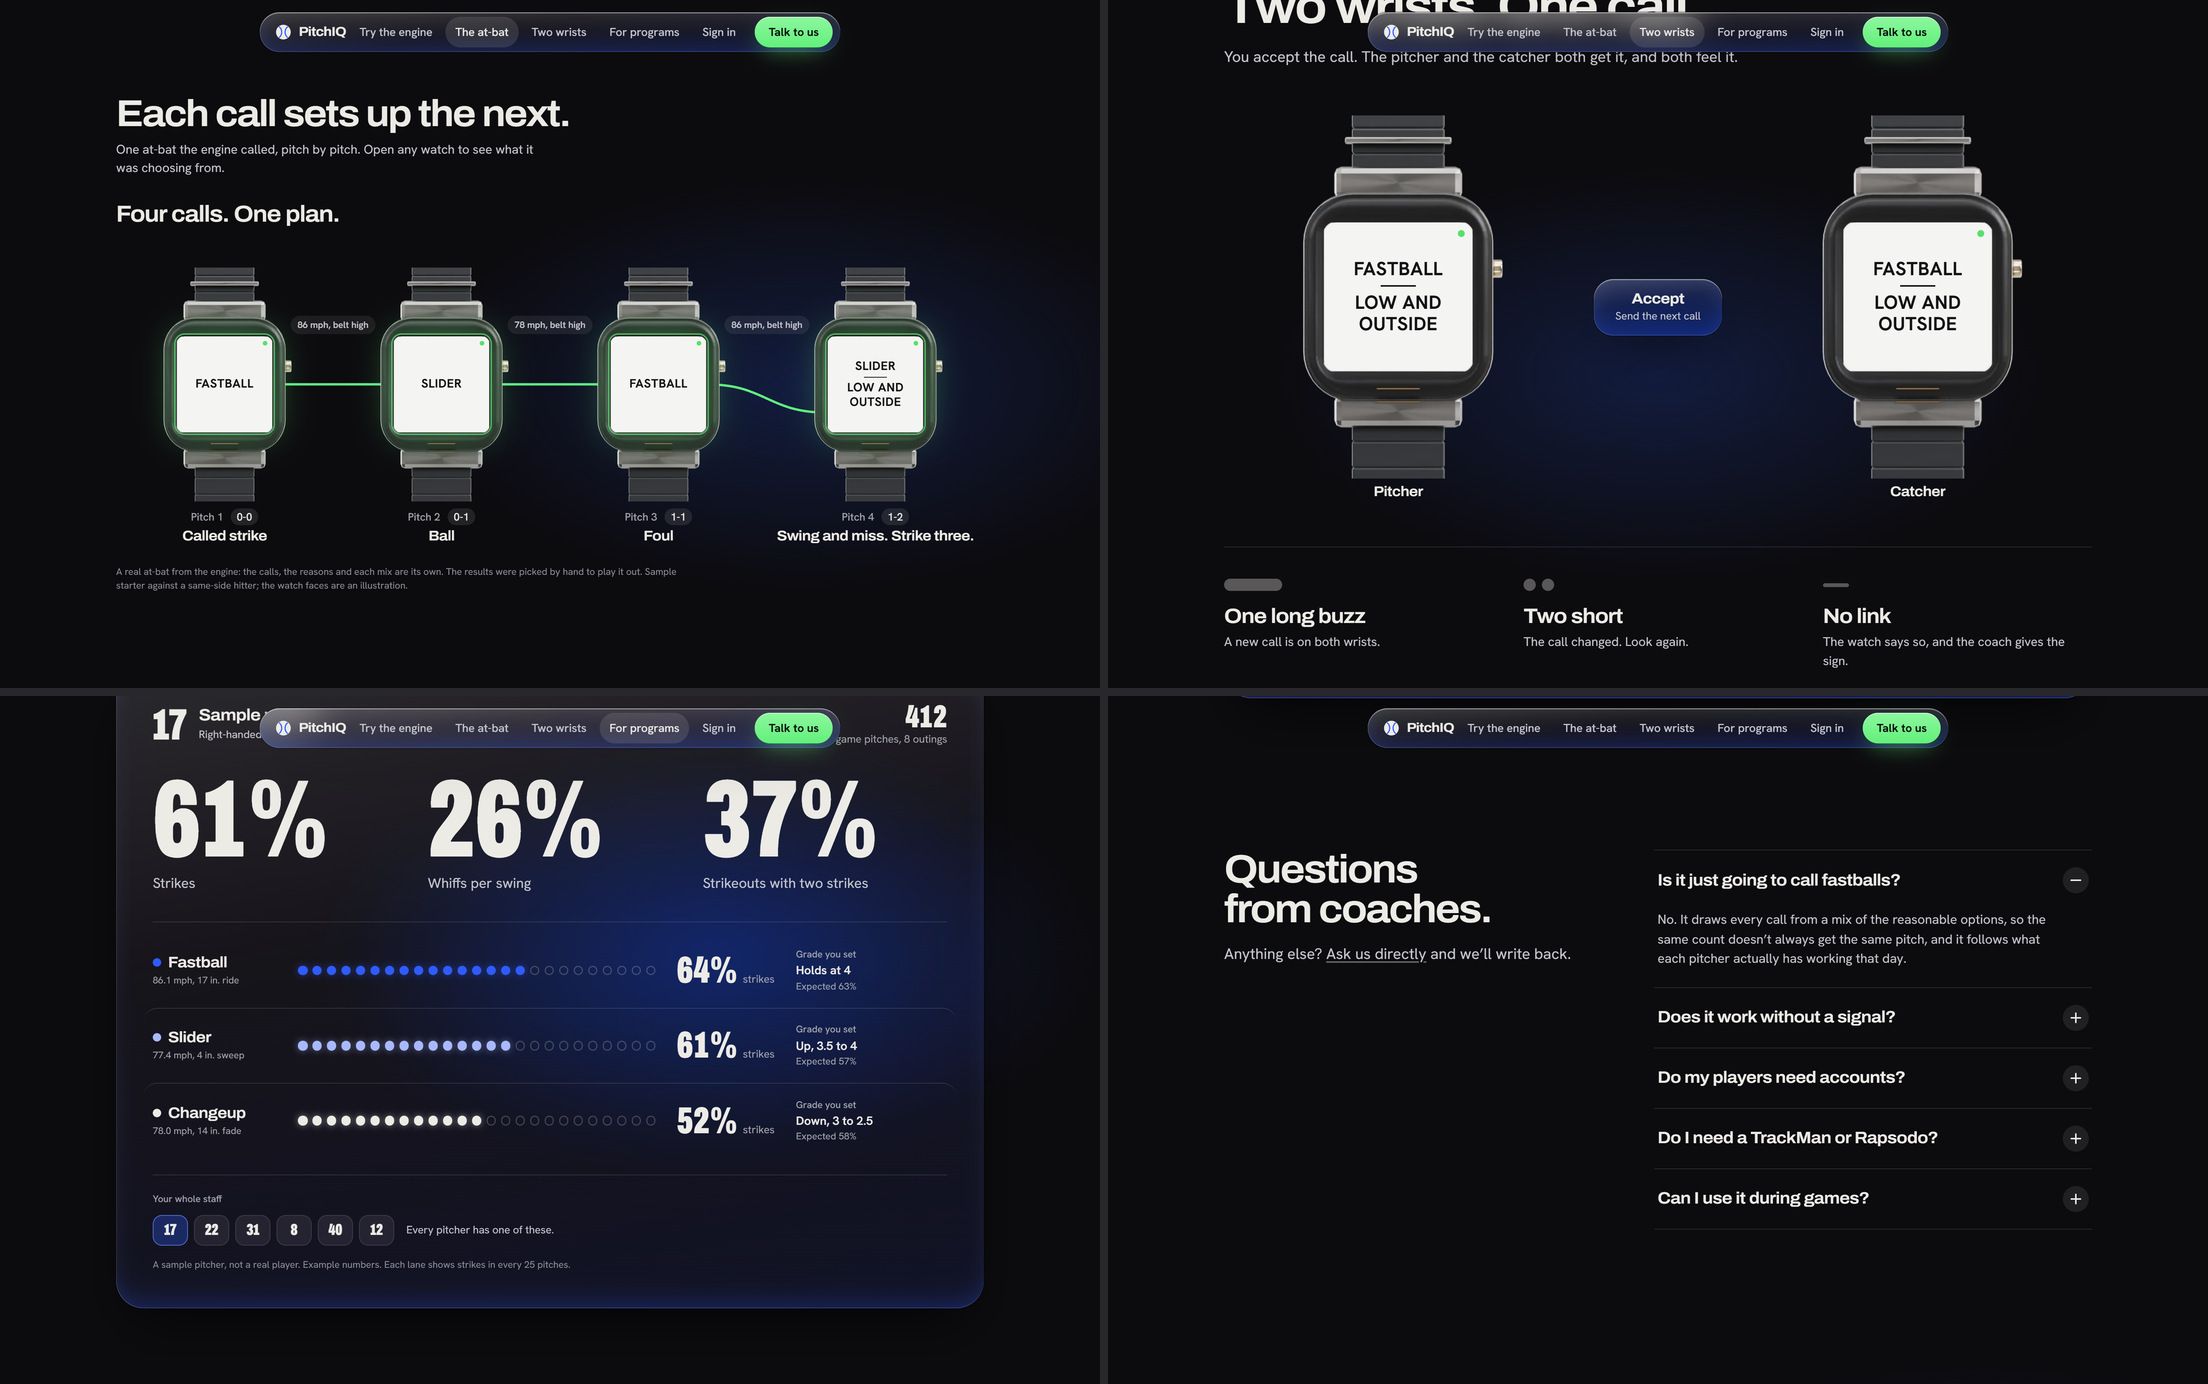 PitchIQ Try the engine The at-bat Two wrists For programs Sign in Talk to us
Each call sets up the next.
One at-bat the engine called, pitch by pitch. Open any watch to see what it
was choosing from.
Four calls. One plan.
86 mph, belt high
78 mph, belt high
86 mph, belt high
FASTBALL
SLIDER
FASTBALL
SLIDER
LOW AND
OUTSIDE
Pitch 1 0-0
Called strike
Pitch 2 0-1
Ball
Pitch 3 1-1
Foul
Pitch 4 1-2
Swing and miss. Strike three.
A real at-bat from the engine: the calls, the reasons and each mix are its own. The results were picked by hand to play it out. Sample
starter against a same-side hitter; the watch faces are an illustration.
Two wrists. One call.
PitchIQ Try the engine The at-bat Two wrists For programs Sign in Talk to us
You accept the call. The pitcher and the catcher both get it, and both feel it.
FASTBALL
LOW AND
OUTSIDE
Accept
Send the next call
FASTBALL
LOW AND
OUTSIDE
Pitcher
Catcher
One long buzz
A new call is on both wrists.
Two short
The call changed. Look again.
No link
The watch says so, and the coach gives the
sign.
17 Sample
Right-handed
PitchIQ Try the engine The at-bat Two wrists For programs Sign in Talk to us
412
game pitches, 8 outings
61%
Strikes
26%
Whiffs per swing
37%
Strikeouts with two strikes
Fastball
86.1 mph, 17 in. ride
64% strikes
Grade you set
Holds at 4
Expected 63%
Slider
77.4 mph, 4 in. sweep
61% strikes
Grade you set
Up, 3.5 to 4
Expected 57%
Changeup
78.0 mph, 14 in. fade
52% strikes
Grade you set
Down, 3 to 2.5
Expected 58%
Your whole staff
17 22 31 8 40 12 Every pitcher has one of these.
A sample pitcher, not a real player. Example numbers. Each lane shows strikes in every 25 pitches.
PitchIQ Try the engine The at-bat Two wrists For programs Sign in Talk to us
Questions
from coaches.
Anything else? Ask us directly and we’ll write back.
Is it just going to call fastballs?
No. It draws every call from a mix of the reasonable options, so the
same count doesn’t always get the same pitch, and it follows what
each pitcher actually has working that day.
Does it work without a signal?
Do my players need accounts?
Do I need a TrackMan or Rapsodo?
Can I use it during games?